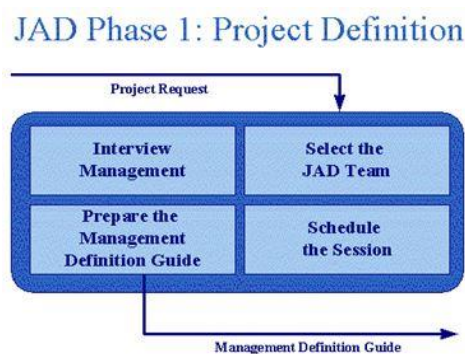 JAD Phase 1: Project Definition
Project Request
Interview
Management
Select the
JAD Team
Prepare the
Management
Definition Guide
Schedule
the Session
Management Definition Guide